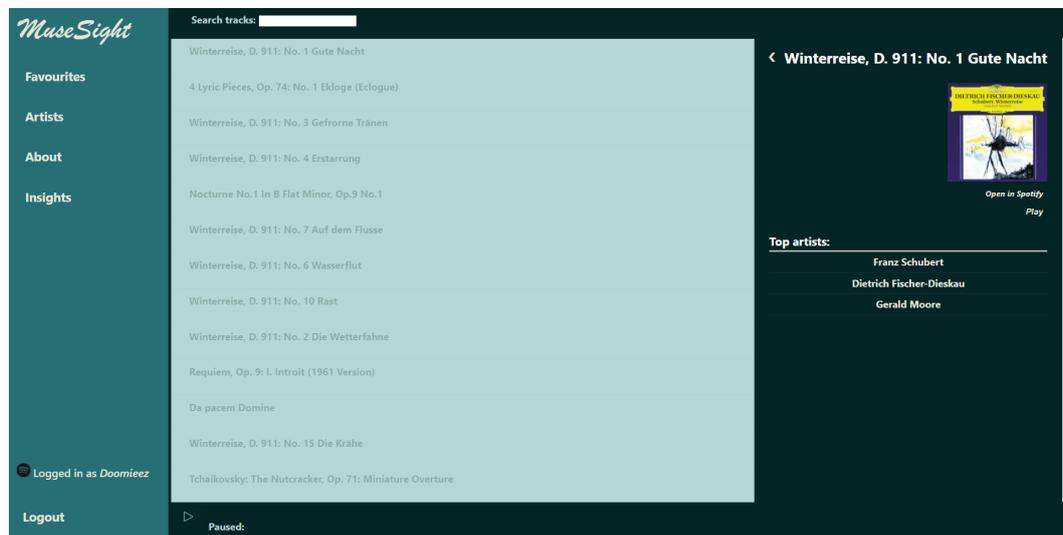 MuseSight
Favourites
Artists
About
Insights
Logged in as Doomieez
Logout
Search tracks:
Winterreise, D. 911: No. 1 Gute Nacht
4 Lyric Pieces, Op. 74: No. 1 Ekloge (Eclogue)
Winterreise, D. 911: No. 3 Gefrorne Tränen
Winterreise, D. 911: No. 4 Erstarrung
Nocturne No.1 In B Flat Minor, Op.9 No.1
Winterreise, D. 911: No. 7 Auf dem Flusse
Winterreise, D. 911: No. 6 Wasserflut
Winterreise, D. 911: No. 10 Rast
Winterreise, D. 911: No. 2 Die Wetterfahne
Requiem, Op. 9: I. Introit (1961 Version)
Da pacem Domine
Winterreise, D. 911: No. 15 Die Krähe
Tchaikovsky: The Nutcracker, Op. 71: Miniature Overture
Paused:
Winterreise, D. 911: No. 1 Gute Nacht
DIETRICH FISCHER-DIESKAU
Schubert: Winterreise
Open in Spotify
Play
Top artists:
Franz Schubert
Dietrich Fischer-Dieskau
Gerald Moore